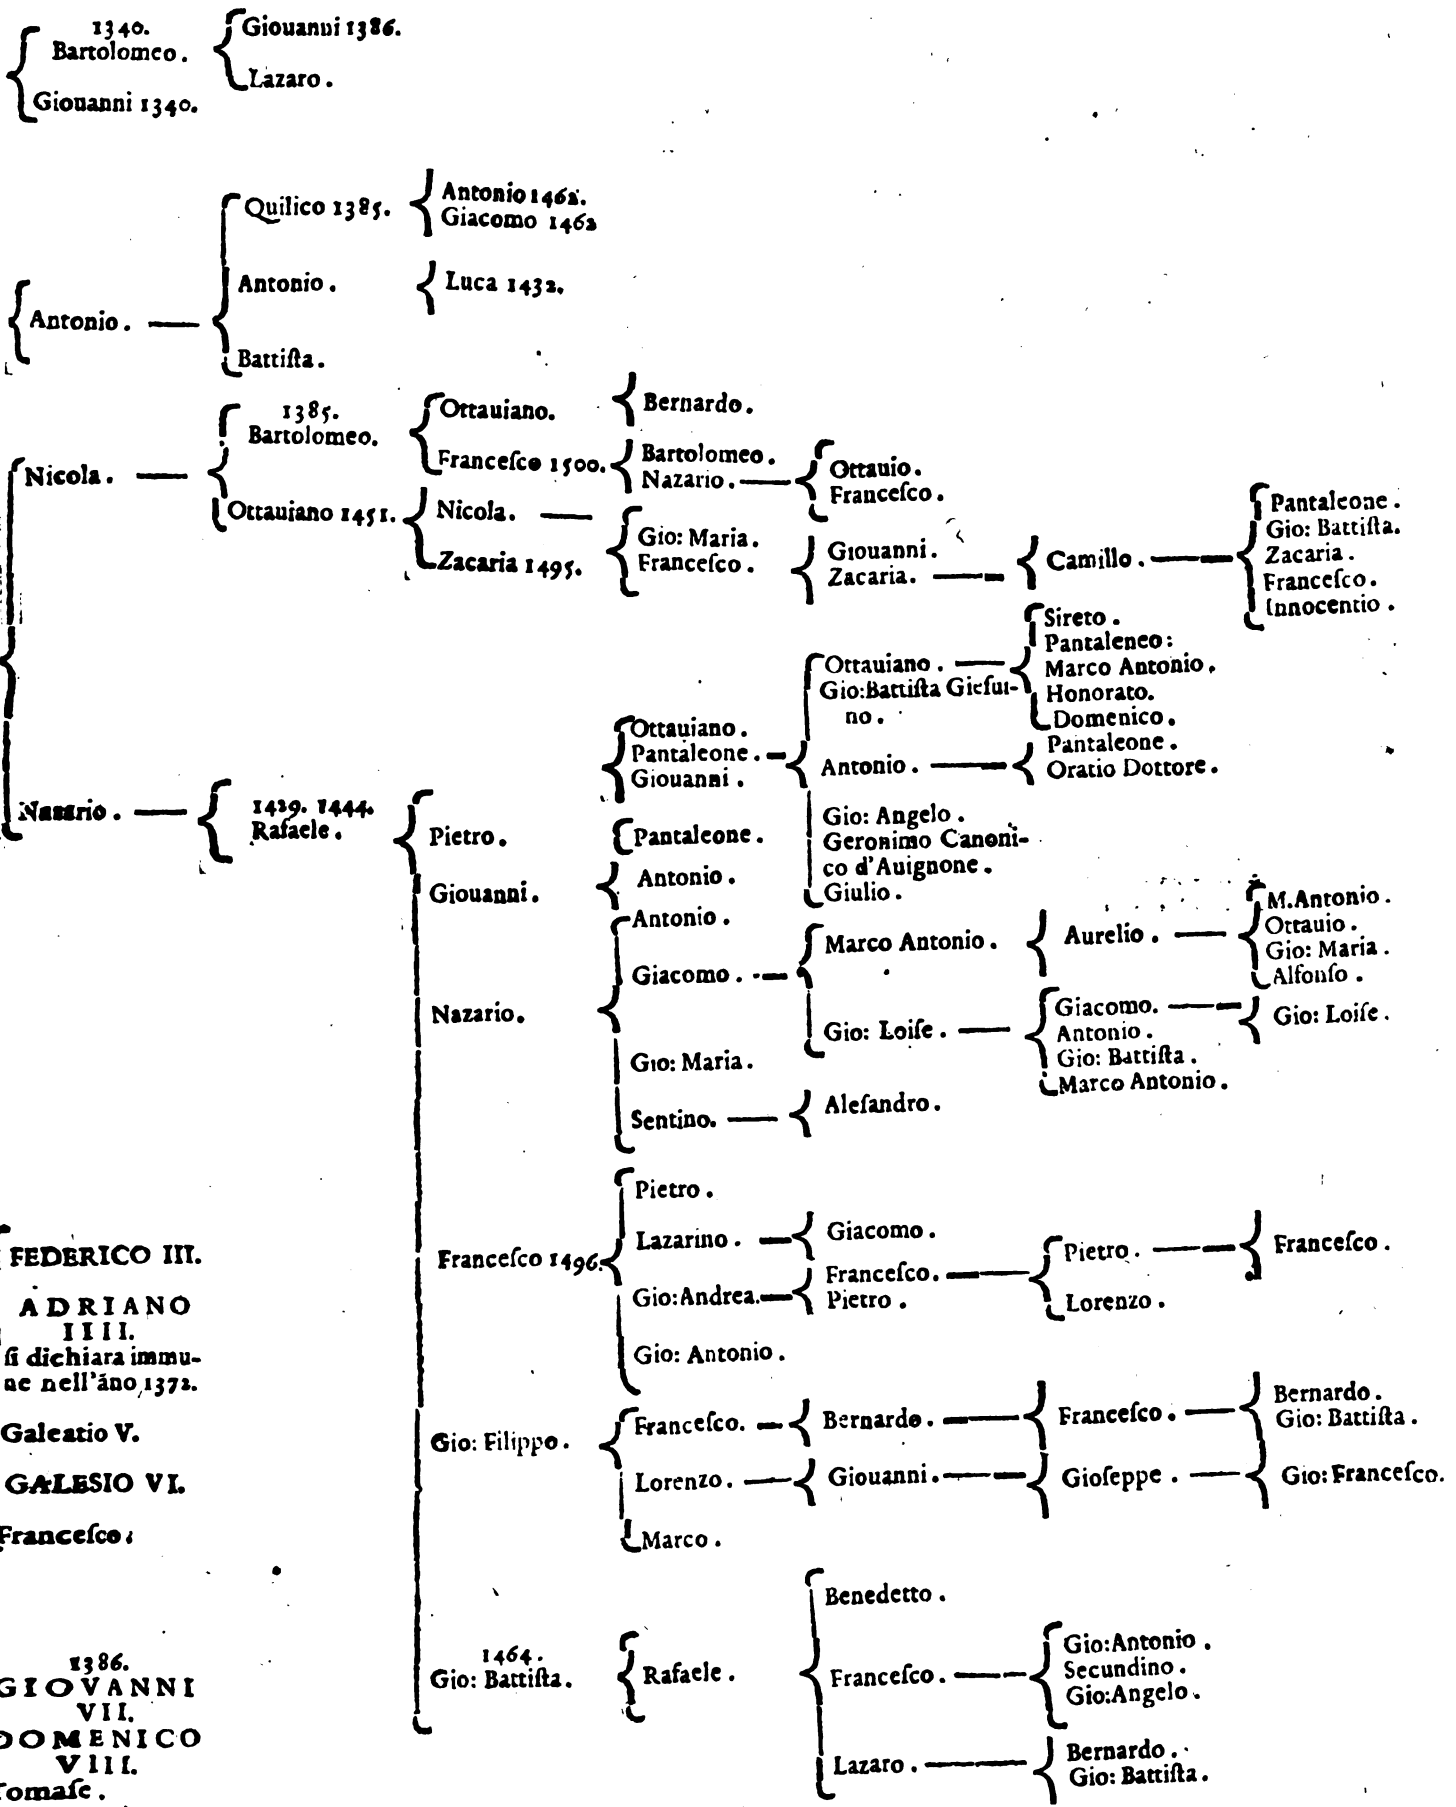 1340.
Bartolomeo.
Giouanni 1340.
Giouanni 1386.
Lazaro.
Antonio.
Quilico 1385.
Antonio 1462.
Giacomo 1462
Antonio.
Luca 1432.
Battiſta.
Nicola.
1385.
Bartolomeo.
Ottauiano.
Bernardo.
Franceſco 1500.
Bartolomeo.
Nazario.
Ottauio.
Franceſco.
Ottauiano 1451.
Nicola.
Zacaria 1495.
Gio: Maria.
Franceſco.
Giouanni.
Zacaria.
Camillo.
Pantaleone.
Gio: Battiſta.
Zacaria.
Franceſco.
Innocentio.
Nazario.
1429. 1444.
Rafaele.
Pietro.
Ottauiano.
Pantaleone.
Giouanni.
Ottauiano.
Gio:Battiſta Gieſui-
no.
Sireto.
Pantaleneo:
Marco Antonio.
Honorato.
Domenico.
Antonio.
Pantaleone.
Oratio Dottore.
Gio: Angelo.
Geronimo Canoni-
co d'Auignone.
Giulio.
Pantaleone.
Giouanni.
Antonio.
Nazario.
Antonio.
Giacomo.
Marco Antonio.
Aurelio.
M.Antonio.
Ottauio.
Gio: Maria.
Alfonſo.
Gio: Loiſe.
Giacomo.
Antonio.
Gio: Battiſta.
Marco Antonio.
Gio: Loiſe.
Gio: Maria.
Sentino.
Aleſandro.
Franceſco 1496.
Pietro.
Lazarino.
Giacomo.
Gio:Andrea.
Franceſco.
Pietro.
Pietro.
Lorenzo.
Franceſco.
Gio: Antonio.
Gio: Filippo.
Franceſco.
Bernardo.
Franceſco.
Bernardo.
Gio: Battiſta.
Lorenzo.
Giouanni.
Gioſeppe.
Gio: Franceſco.
Marco.
1464.
Gio: Battiſta.
Rafaele.
Benedetto.
Franceſco.
Gio:Antonio.
Secundino.
Gio:Angelo.
Lazaro.
Bernardo.
Gio: Battiſta.
FEDERICO III.
ADRIANO
IIII.
ſi dichiara immu-
ne nell'áno 1372.
Galeatio V.
GALESIO VI.
Franceſco:
1386.
GIOVANNI
VII.
DOMENICO
VIII.
Tomaſe.